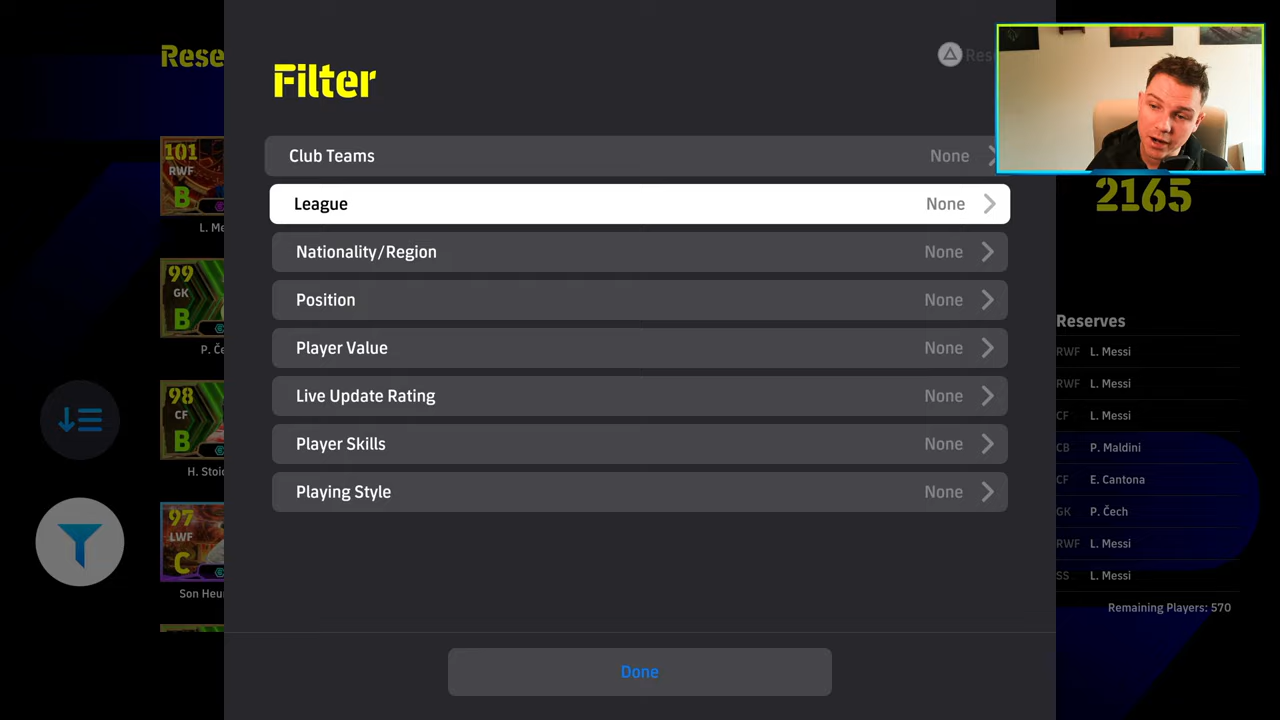 Rese
Filter
Res
Club Teams None
League None
Nationality/Region None
Position None
Player Value None
Live Update Rating None
Player Skills None
Playing Style None
Done
101
RWF
B
L. Me
99
GK
B
P. Če
98
CF
B
H. Stoic
97
LWF
C
Son Heu
2165
Reserves
RWF L. Messi
RWF L. Messi
CF L. Messi
CB P. Maldini
CF E. Cantona
GK P. Čech
RWF L. Messi
SS L. Messi
Remaining Players: 570